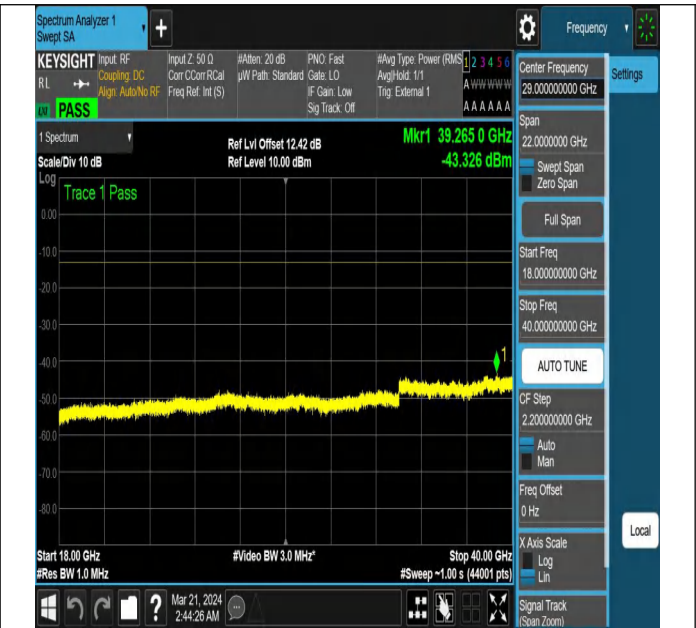 Spectrum Analyzer 1
Swept SA
Frequency
KEYSIGHT
RL
PASS
Input: RF
Coupling: DC
Align: Auto/No RF
Input Z: 50 Ω
Corr CCorr RCal
Freq Ref: Int (S)
#Atten: 20 dB
µW Path: Standard
PNO: Fast
Gate: LO
IF Gain: Low
Sig Track: Off
#Avg Type: Power (RMS
Avg|Hold: 1/1
Trig: External 1
1 2 3 4 5 6
A W W W W W
A A A A A A
Center Frequency
29.000000000 GHz
Settings
Span
22.0000000 GHz
Swept Span
Zero Span
Full Span
Start Freq
18.000000000 GHz
Stop Freq
40.000000000 GHz
AUTO TUNE
CF Step
2.200000000 GHz
Auto
Man
Freq Offset
0 Hz
X Axis Scale
Log
Lin
Local
Signal Track
(Span Zoom)
1 Spectrum
Scale/Div 10 dB
Log
Ref Lvl Offset 12.42 dB
Ref Level 10.00 dBm
Mkr1 39.265 0 GHz
-43.326 dBm
Trace 1 Pass
0.00
-10.0
-20.0
-30.0
-40.0
-50.0
-60.0
-70.0
-80.0
1
Start 18.00 GHz
#Res BW 1.0 MHz
#Video BW 3.0 MHz*
Stop 40.00 GHz
#Sweep ~1.00 s (44001 pts)
?
Mar 21, 2024
2:44:26 AM